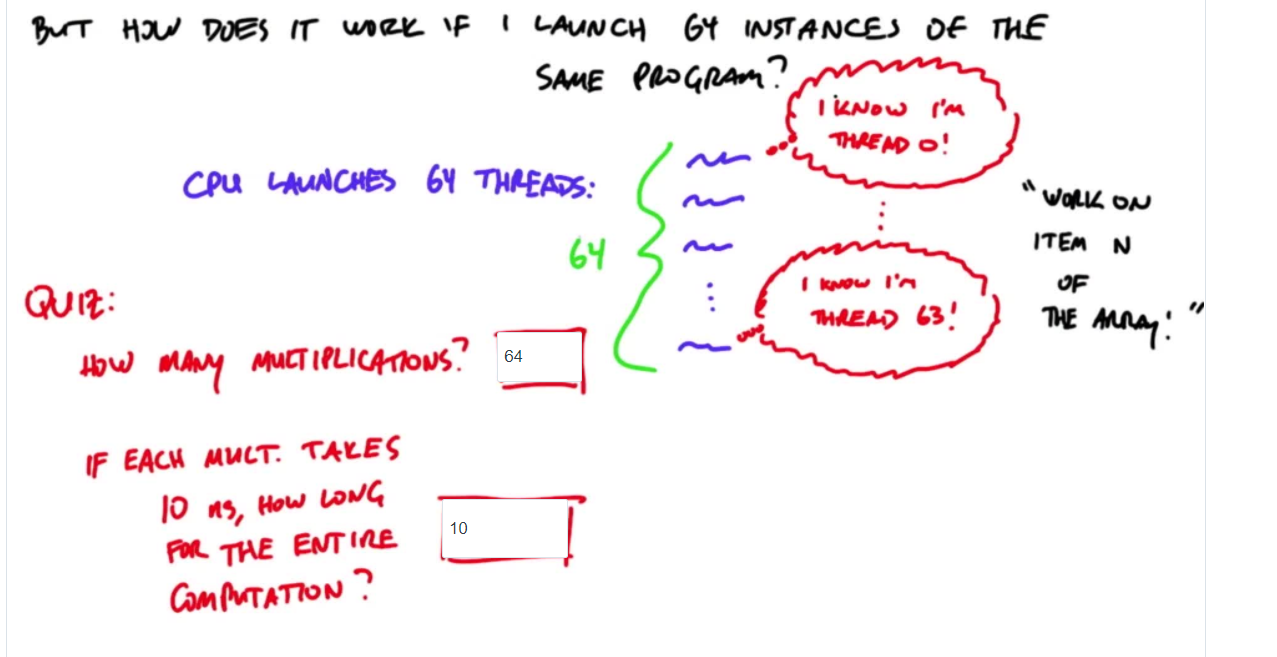 BUT HOW DOES IT WORK IF I LAUNCH 64 INSTANCES OF THE
SAME PROGRAM?
I KNOW I'M
THREAD 0!
CPU LAUNCHES 64 THREADS:
"WORK ON
ITEM N
OF
THE ARRAY!"
64
I KNOW I'M
THREAD 63!
QUIZ:
HOW MANY MULTIPLICATIONS? 64
IF EACH MULT. TAKES
10 ns, HOW LONG
FOR THE ENTIRE
COMPUTATION?
10